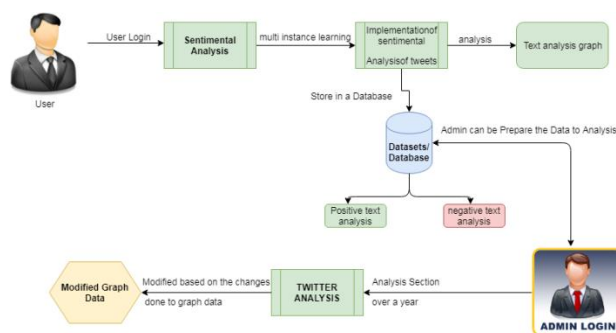 User Login
Sentimental
Analysis
multi instance learning
Implementationof
sentimental
Analysisof tweets
analysis
Text analysis graph
User
Store in a Database
Datasets/
Database
Admin can be Prepare the Data to Analysis
Positive text
analysis
negative text
analysis
Modified Graph
Data
Modified based on the changes
done to graph data
TWITTER
ANALYSIS
Analysis Section
over a year
ADMIN LOGIN